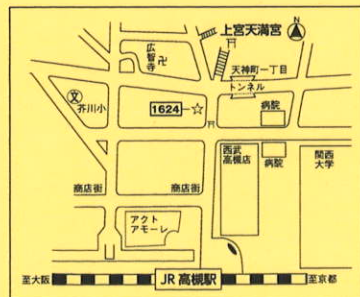 上宮天満宮
N
広智寺
卍
天神町一丁目
トンネル
文
芥川小
1624
病院
西武
高槻店
病院
関西
大学
商店街
商店街
アクト
アモーレ
至大阪
JR 高槻駅
至京都